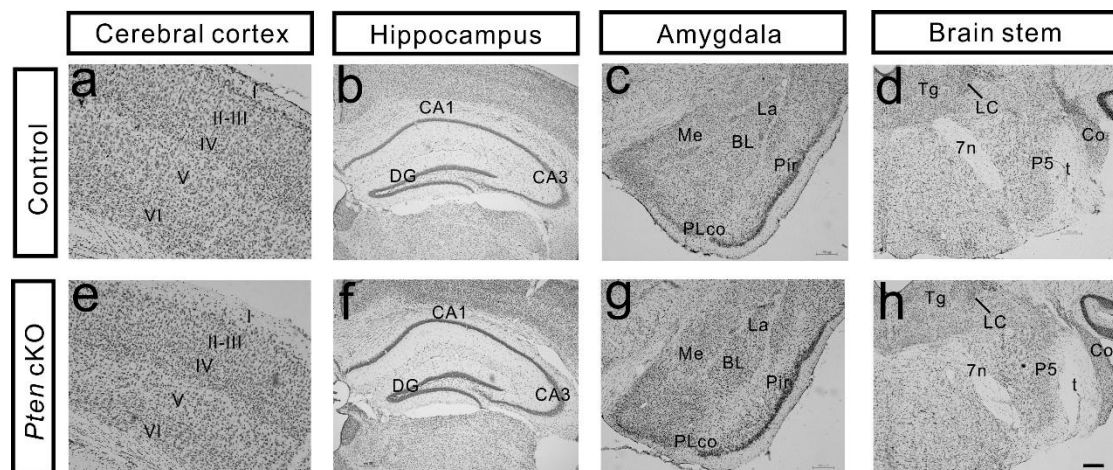 Cerebral cortex
Hippocampus
Amygdala
Brain stem
Control
a
I
II-III
IV
V
VI
b
CA1
DG
CA3
c
La
Me
BL
Pir
PLco
d
Tg
LC
Co
7n
P5
t
Pten cKO
e
I
II-III
IV
V
VI
f
CA1
DG
CA3
g
La
Me
BL
Pir
PLco
h
Tg
LC
Co
7n
P5
t